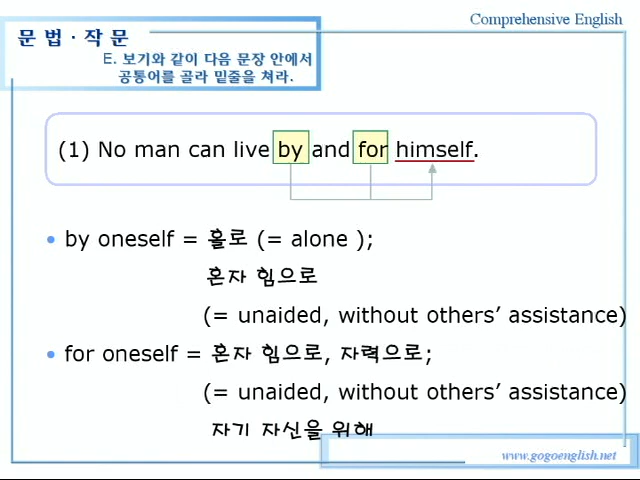 Comprehensive English
문 법 · 작 문
E. 보기와 같이 다음 문장 안에서
공통어를 골라 밑줄을 쳐라.
(1) No man can live by and for himself.
• by oneself = 홀로 (= alone );
혼자 힘으로
(= unaided, without others’ assistance)
• for oneself = 혼자 힘으로, 자력으로;
(= unaided, without others’ assistance)
자기 자신을 위해
www.gogoenglish.net